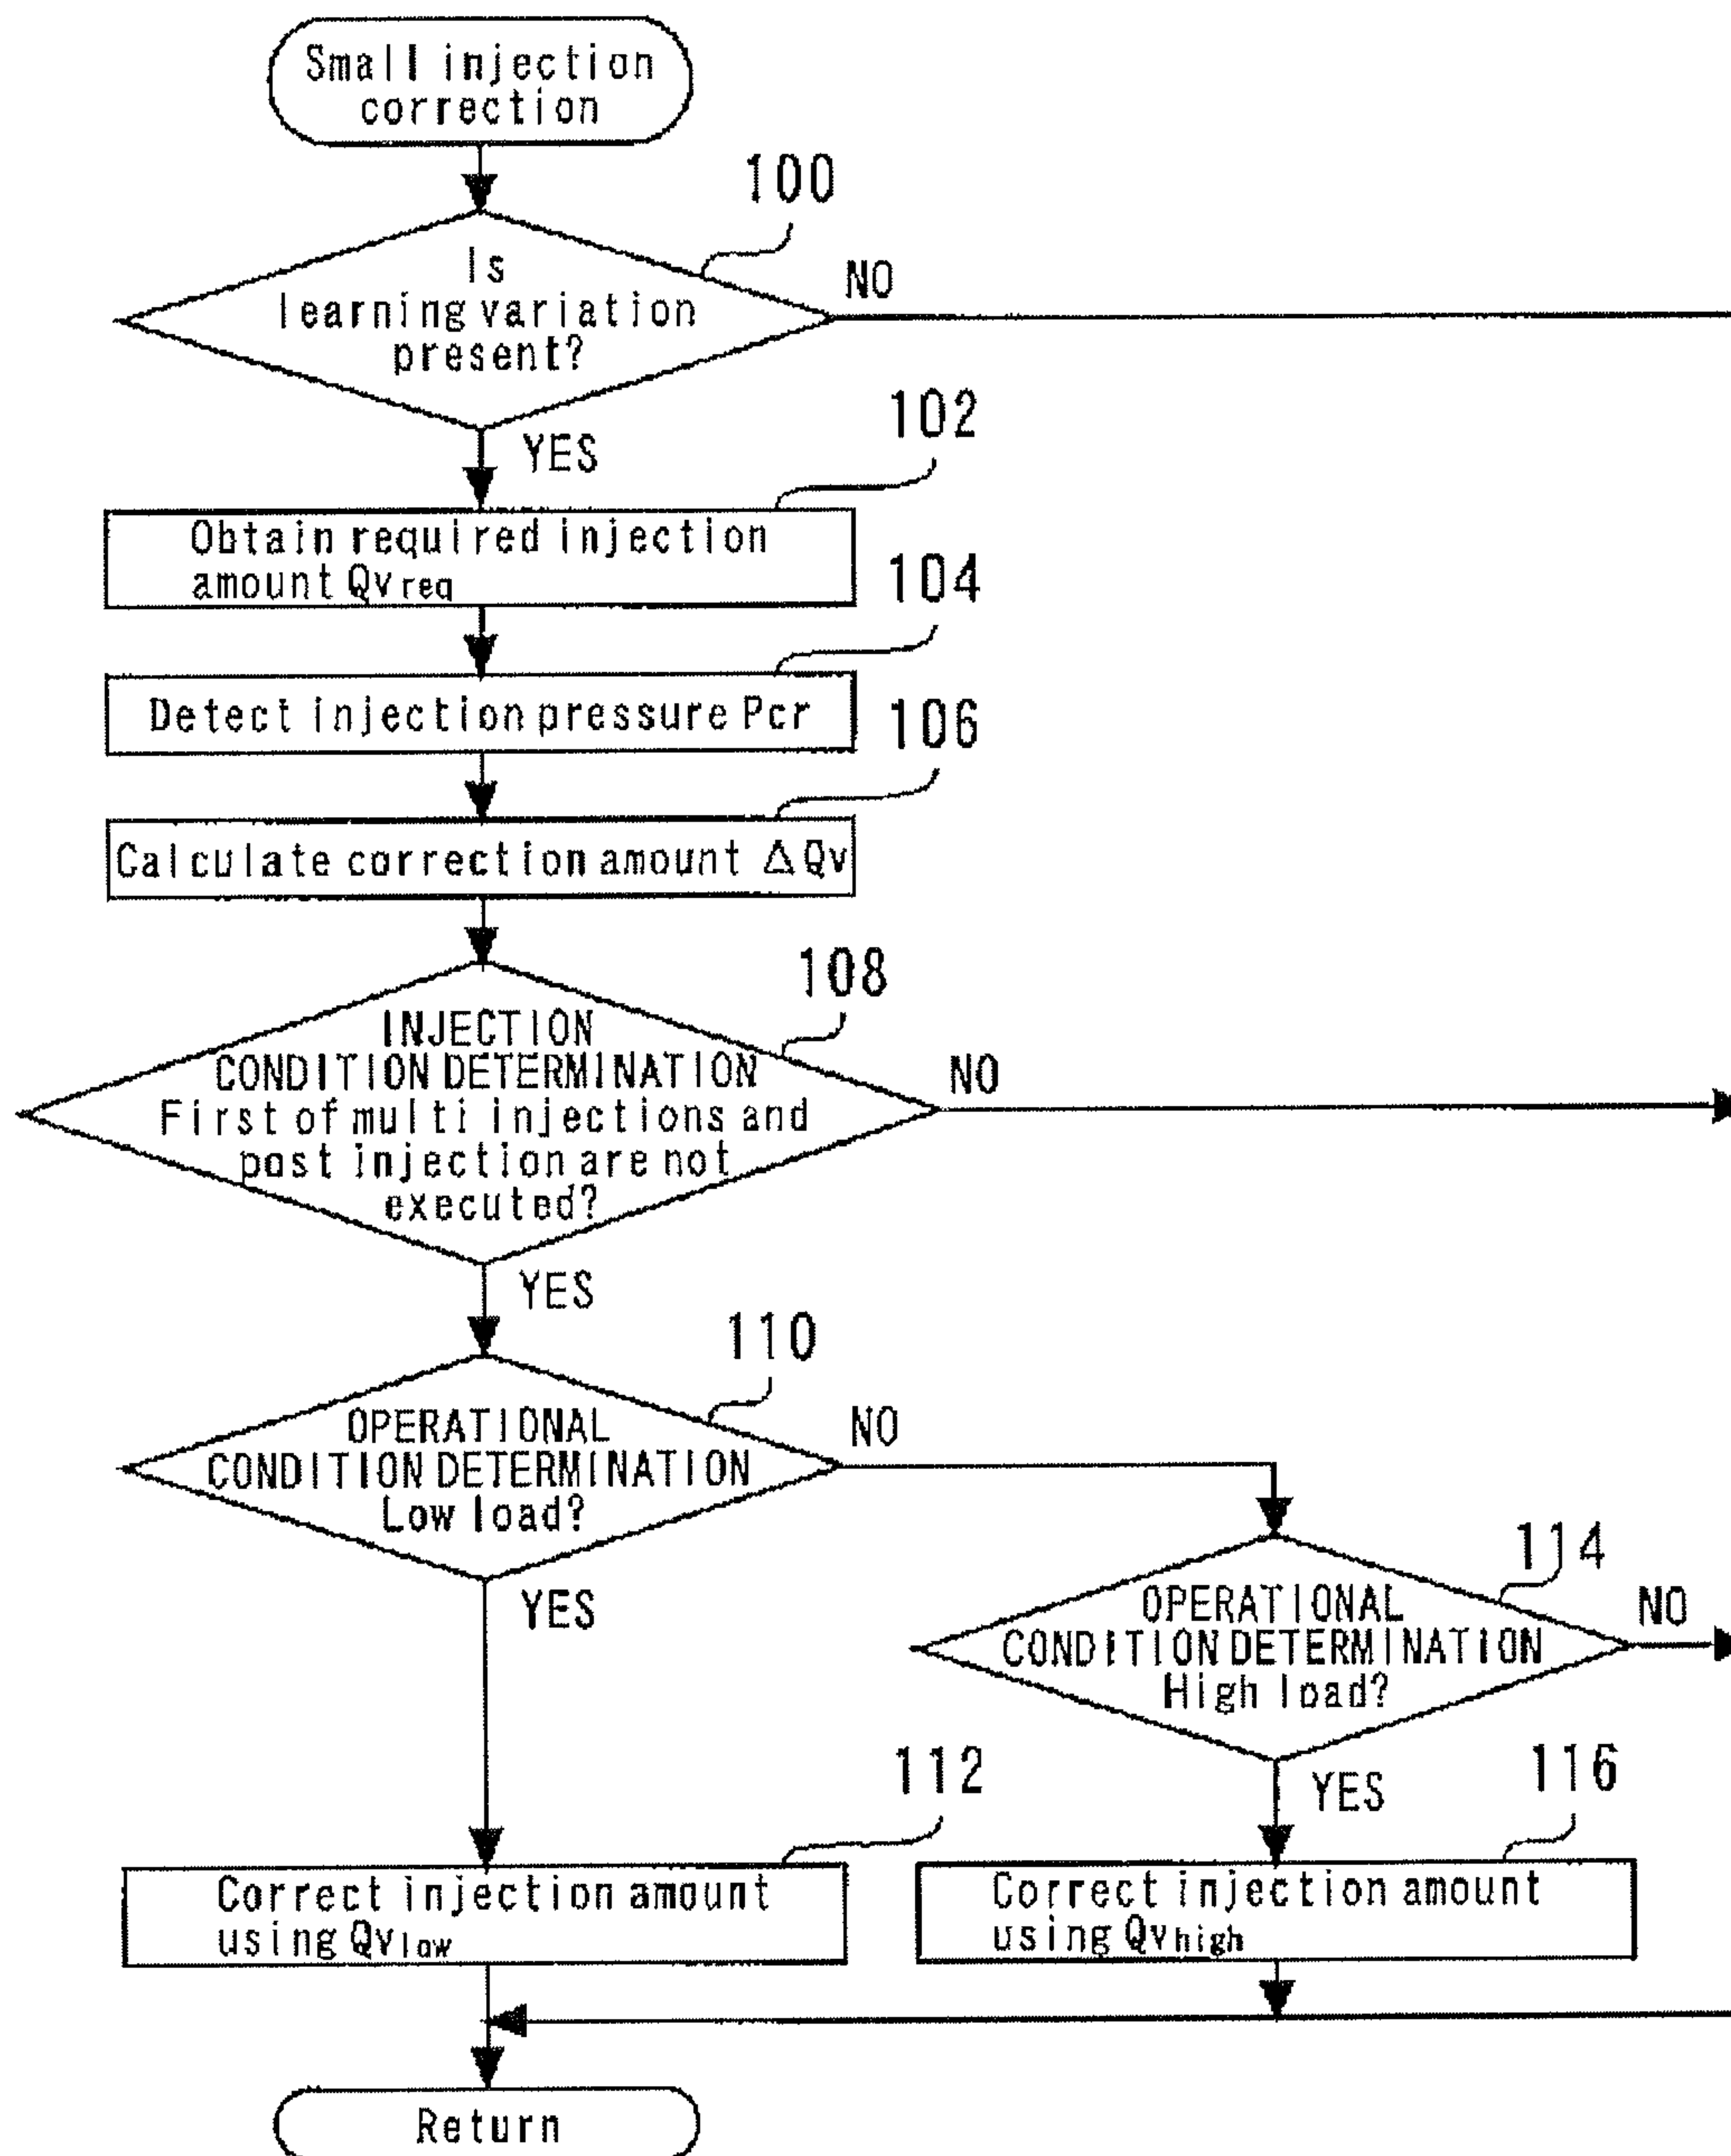 Small injection
correction
100
Is
learning variation
present?
NO
YES
102
Obtain required injection
amount Qvreq
104
Detect injection pressure Pcr
106
Calculate correction amount ΔQv
108
INJECTION
CONDITION DETERMINATION
First of multi injections and
post injection are not
executed?
NO
YES
110
OPERATIONAL
CONDITION DETERMINATION
Low load?
NO
YES
114
OPERATIONAL
CONDITION DETERMINATION
High load?
NO
YES
112
Correct injection amount
using Qvlow
116
Correct injection amount
using Qvhigh
Return